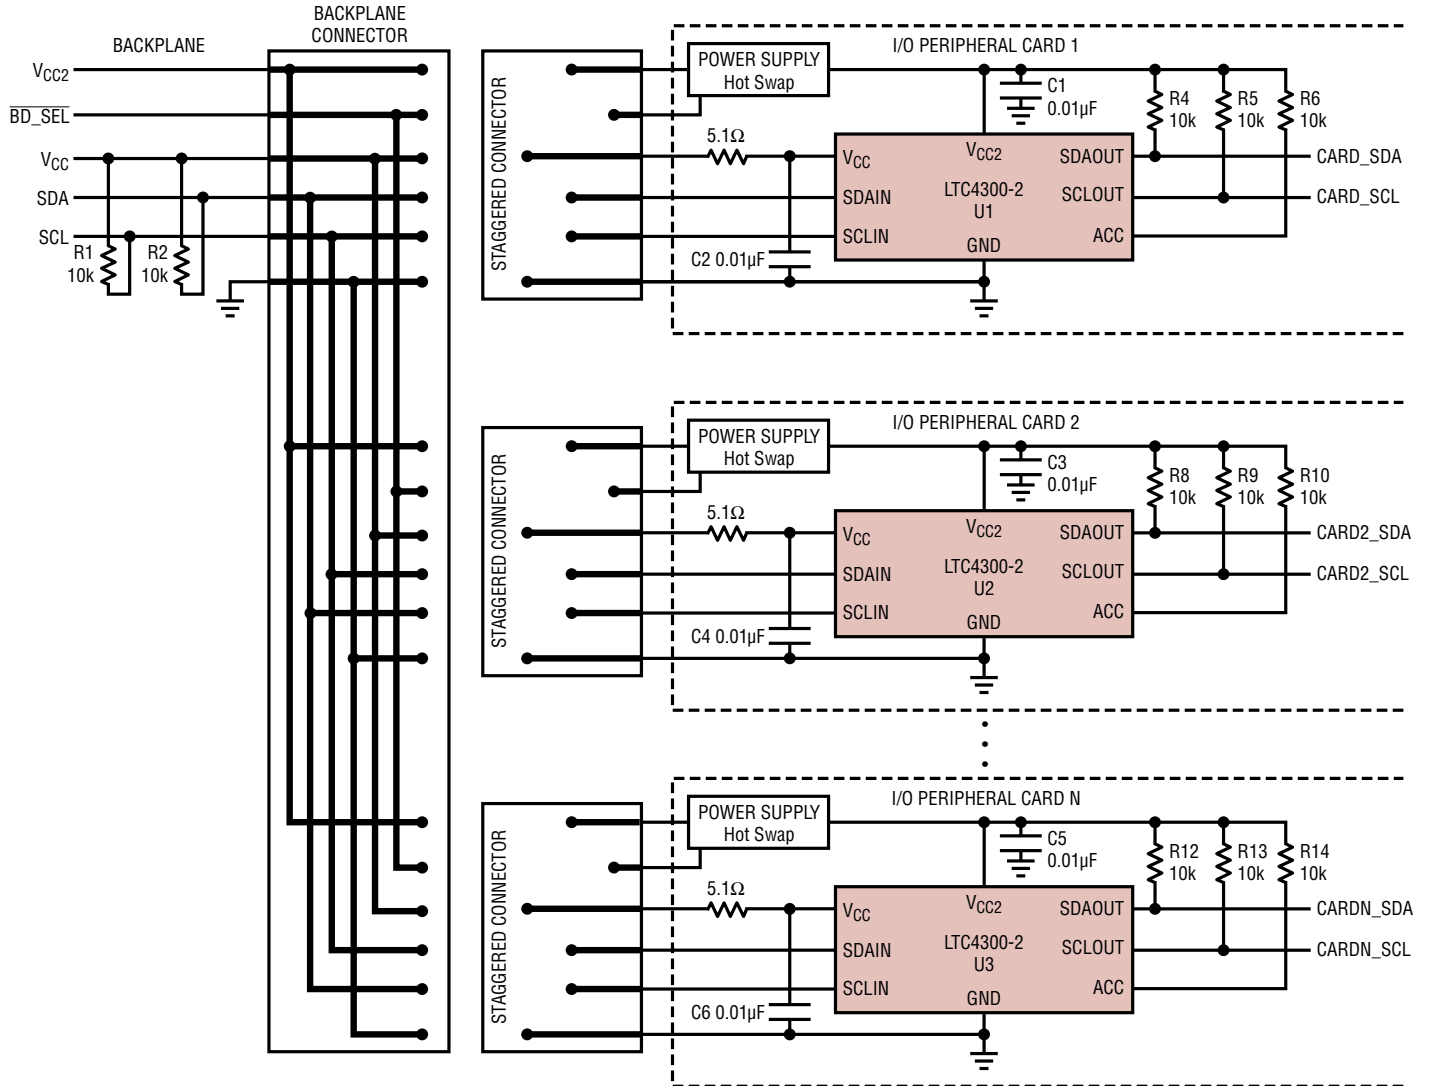 BACKPLANE
BACKPLANE
CONNECTOR
VCC2
BD_SEL
VCC
SDA
SCL
R1
10k
R2
10k
STAGGERED CONNECTOR
I/O PERIPHERAL CARD 1
POWER SUPPLY
Hot Swap
C1
0.01µF
R4
10k
R5
10k
R6
10k
5.1Ω
C2 0.01µF
VCC
VCC2
SDAOUT
SDAIN
LTC4300-2
U1
SCLOUT
SCLIN
GND
ACC
CARD_SDA
CARD_SCL
STAGGERED CONNECTOR
I/O PERIPHERAL CARD 2
POWER SUPPLY
Hot Swap
C3
0.01µF
R8
10k
R9
10k
R10
10k
5.1Ω
C4 0.01µF
VCC
VCC2
SDAOUT
SDAIN
LTC4300-2
U2
SCLOUT
SCLIN
GND
ACC
CARD2_SDA
CARD2_SCL
STAGGERED CONNECTOR
I/O PERIPHERAL CARD N
POWER SUPPLY
Hot Swap
C5
0.01µF
R12
10k
R13
10k
R14
10k
5.1Ω
C6 0.01µF
VCC
VCC2
SDAOUT
SDAIN
LTC4300-2
U3
SCLOUT
SCLIN
GND
ACC
CARDN_SDA
CARDN_SCL